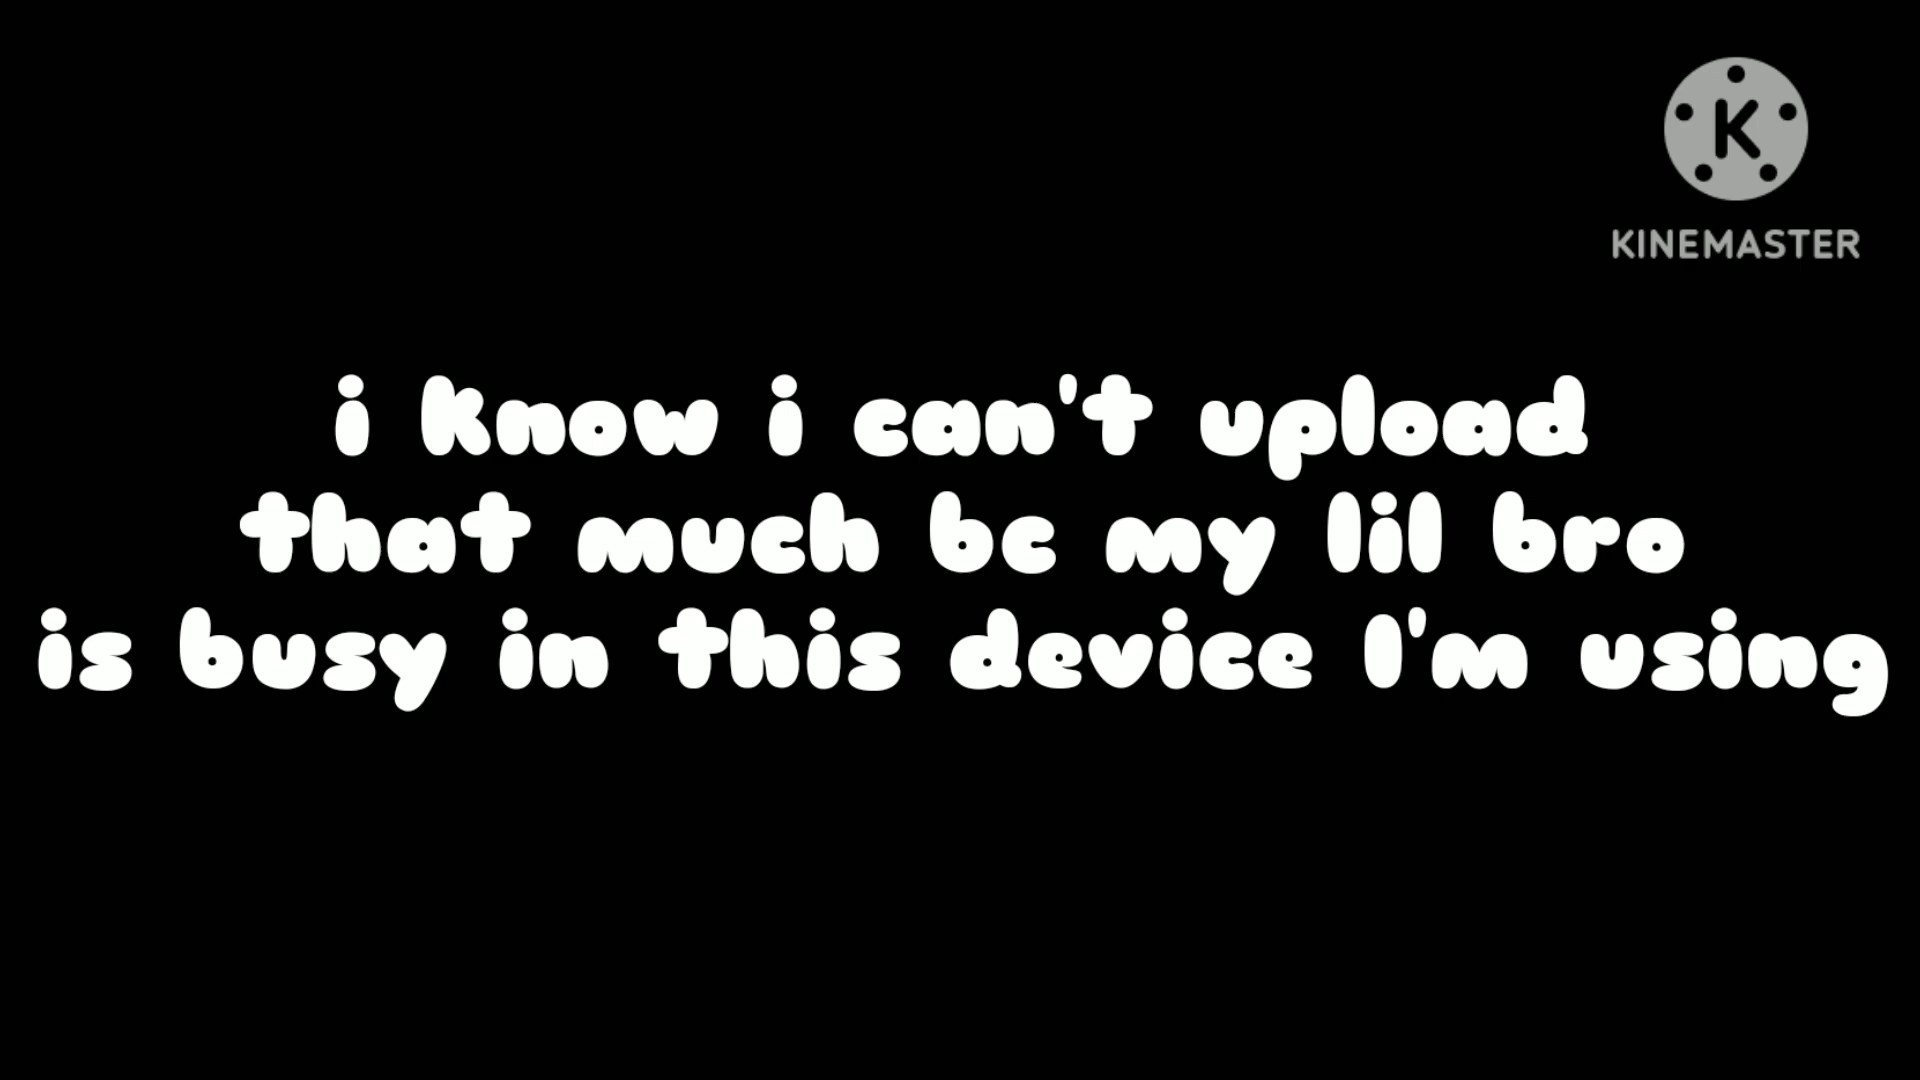 K
KINEMASTER
i know i can't upload
that much bc my lil bro
is busy in this device I'm using